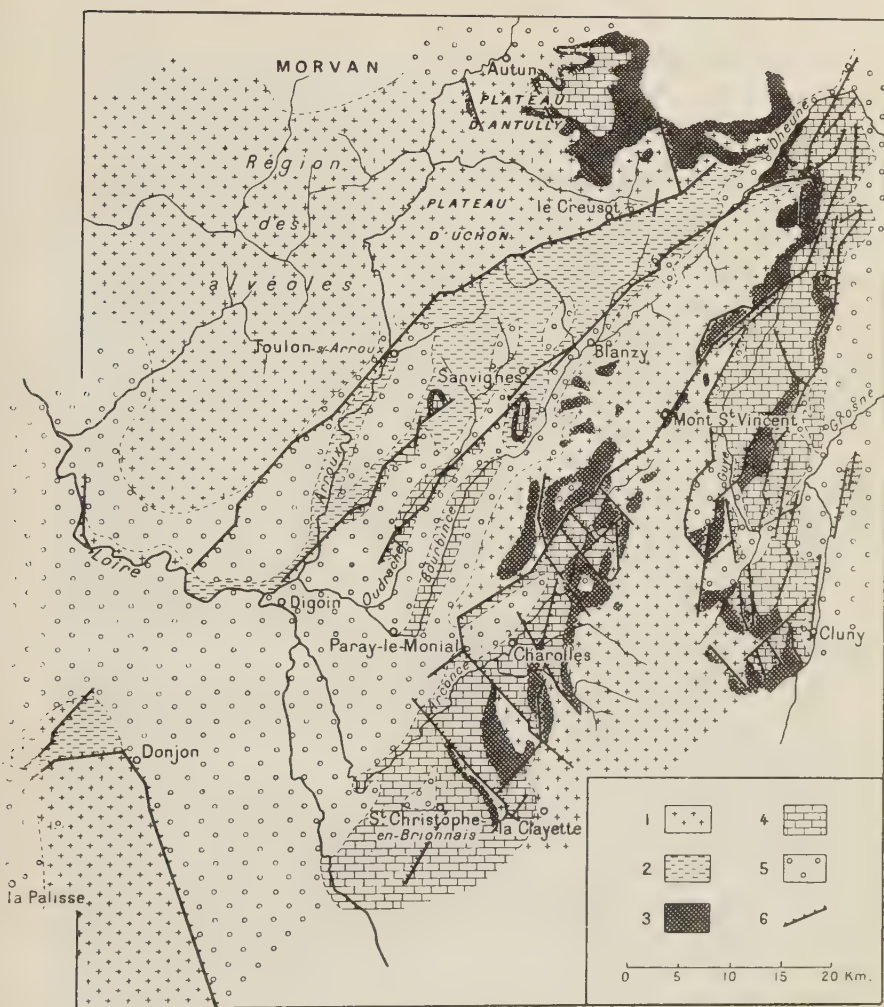 MORVAN
Autun
PLATEAU
D'ANTULLY
Dheune
Région
des
alvéoles
PLATEAU
D'UCHON
le Creusot
Toulon-s/-Arroux
Sanvignes
Blanzy
Mont St Vincent
Grosne
Guye
Arroux
Bourbince
Oudrache
Loire
Digoin
Paray-le-Monial
Charolles
Cluny
Arconce
Donjon
St Christophe-
en-Brionnais
la Clayette
la Palisse
1
4
2
5
3
6
0 5 10 15 20 Km.